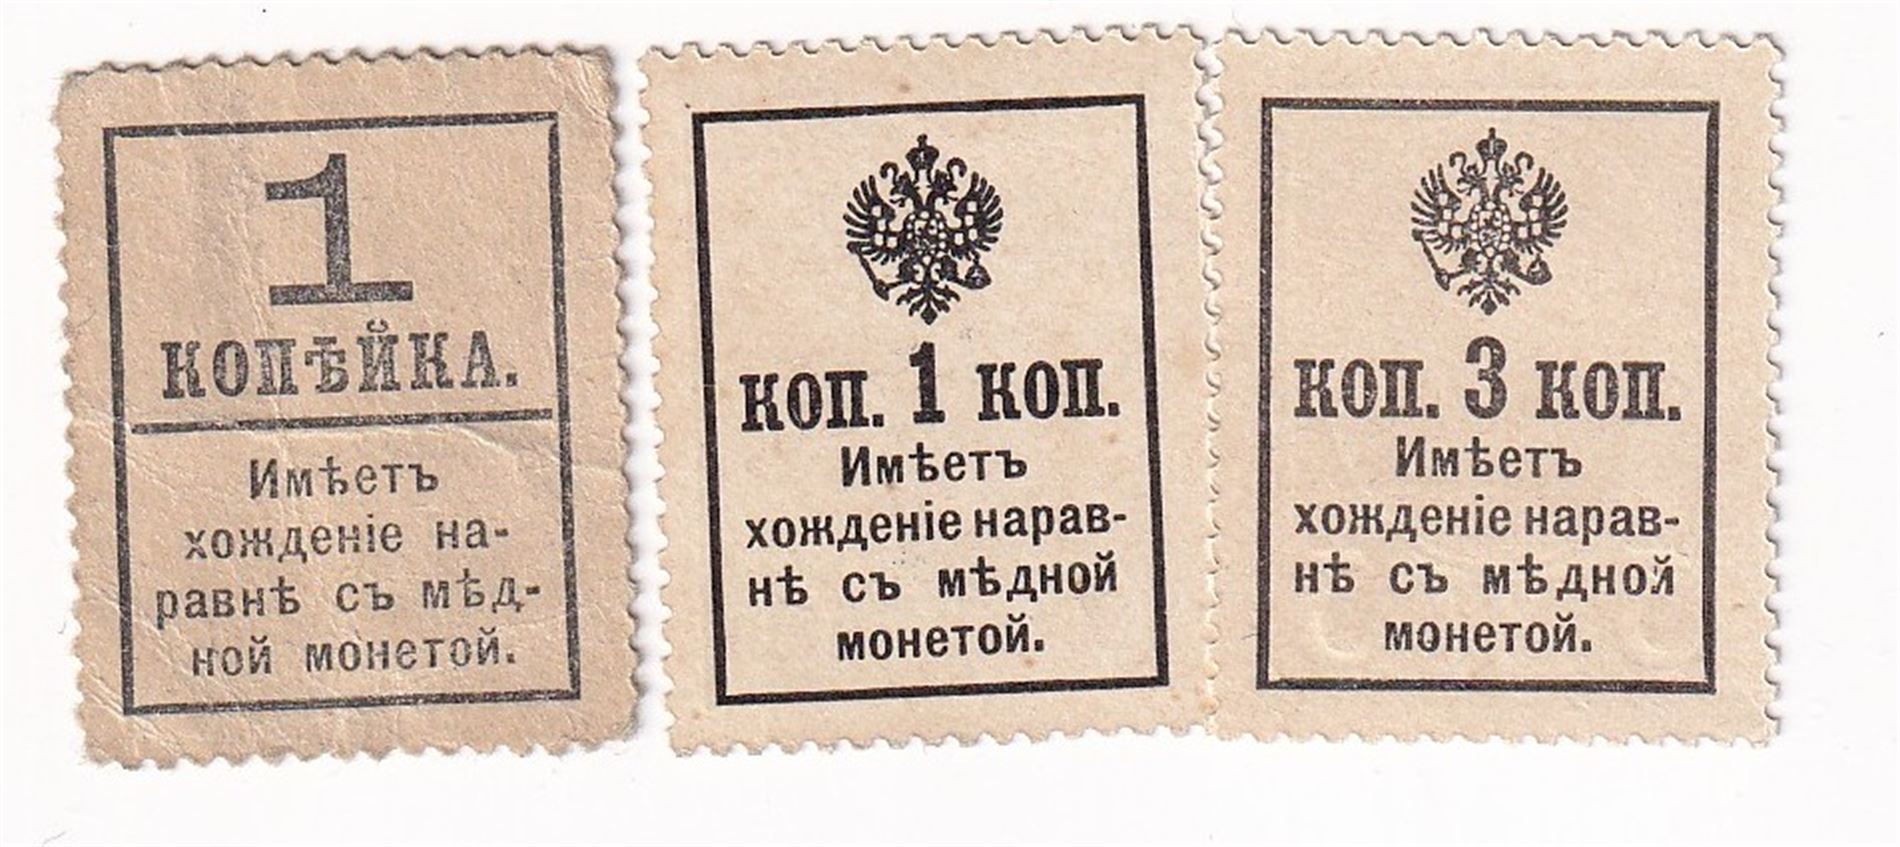 1
КОПѢЙКА.
Имѣетъ
хожденіе на-
равнѣ съ мѣд-
ной монетой.
КОП. 1 КОП.
Имѣетъ
хожденіе нарав-
нѣ съ мѣдной
монетой.
КОП. 3 КОП.
Имѣетъ
хожденіе нарав-
нѣ съ мѣдной
монетой.